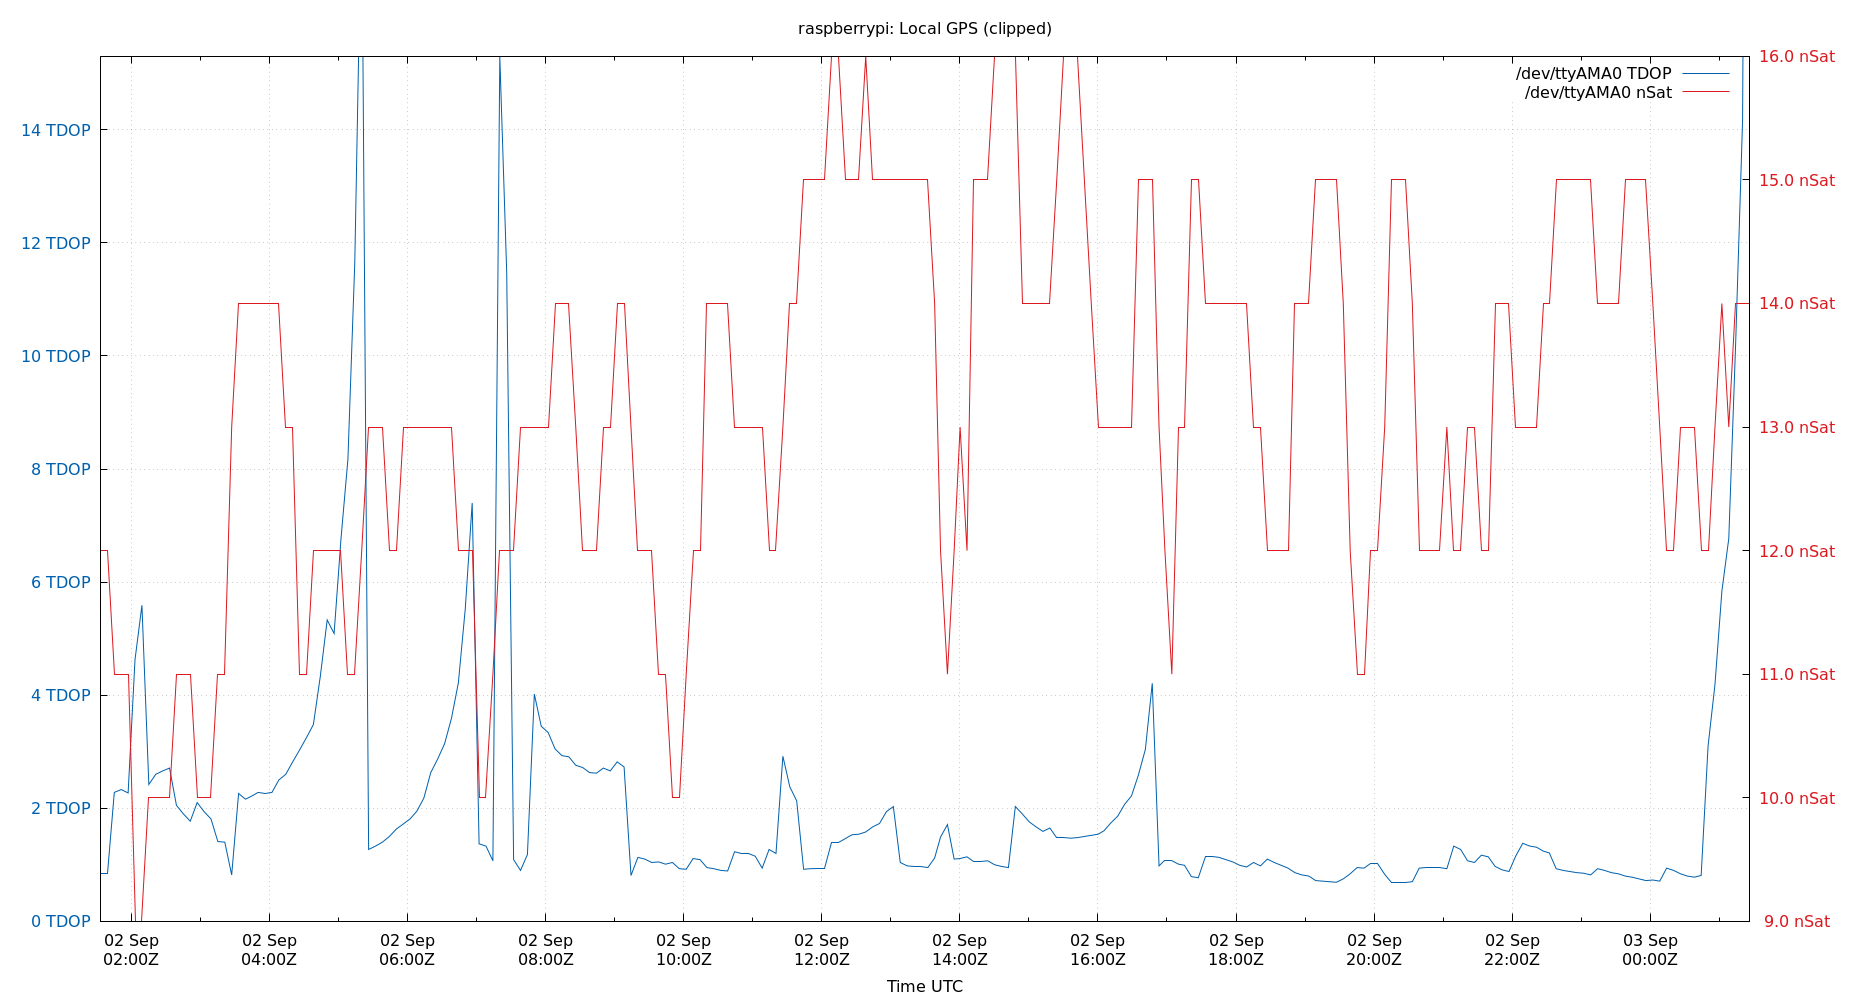 raspberrypi: Local GPS (clipped)
/dev/ttyAMA0 TDOP
/dev/ttyAMA0 nSat
14 TDOP
12 TDOP
10 TDOP
8 TDOP
6 TDOP
4 TDOP
2 TDOP
0 TDOP
16.0 nSat
15.0 nSat
14.0 nSat
13.0 nSat
12.0 nSat
11.0 nSat
10.0 nSat
9.0 nSat
02 Sep 02 Sep 02 Sep 02 Sep 02 Sep 02 Sep 02 Sep 02 Sep 02 Sep 02 Sep 02 Sep 03 Sep
02:00Z 04:00Z 06:00Z 08:00Z 10:00Z 12:00Z 14:00Z 16:00Z 18:00Z 20:00Z 22:00Z 00:00Z
Time UTC